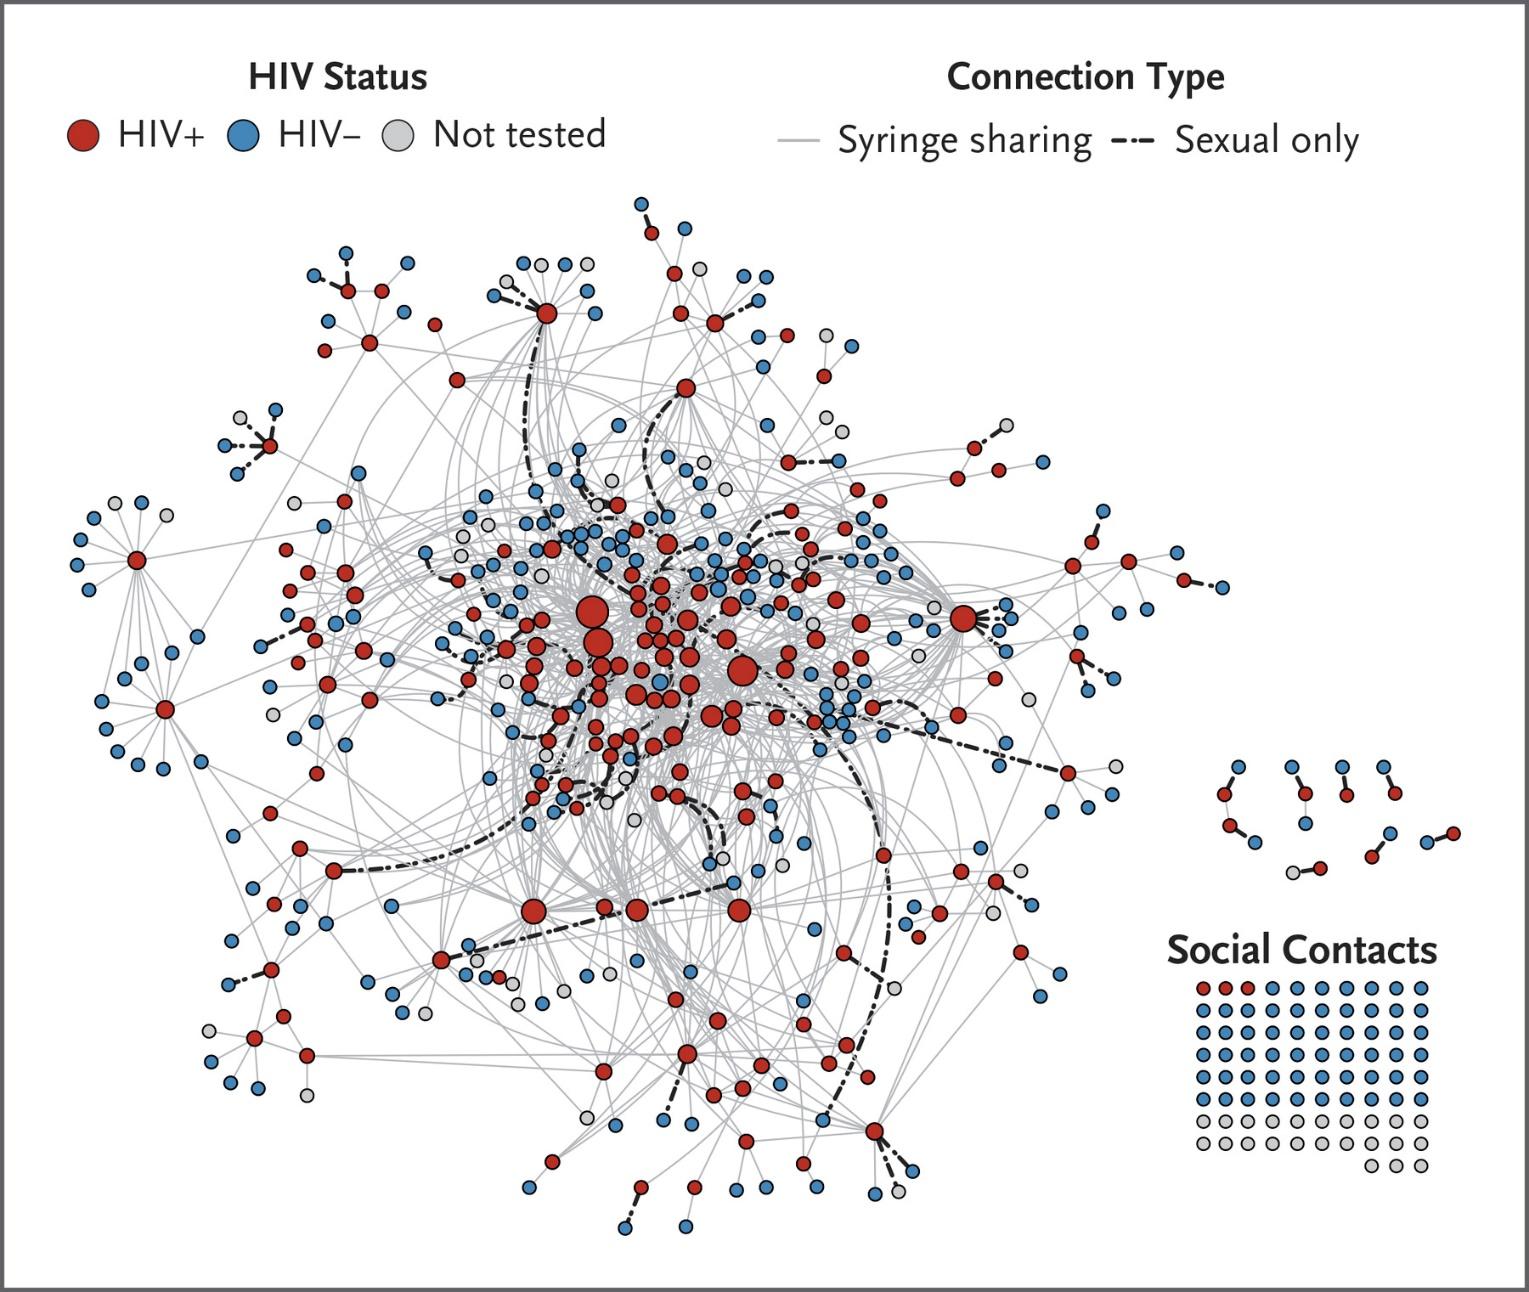 HIV Status
HIV+ HIV– Not tested
Connection Type
Syringe sharing Sexual only
Social Contacts